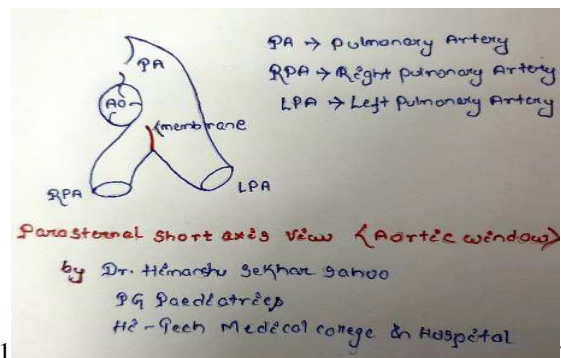 PA → Pulmonary Artery
PA
RPA → Right Pulmonary Artery
AO
LPA → Left Pulmonary Artery
membrane
RPA
LPA
Parasternal short axis view (Aortic window)
by Dr. Himanshu Sekhar Sahoo
PG Paediatrics
Hi-Tech Medical College & Hospital
1